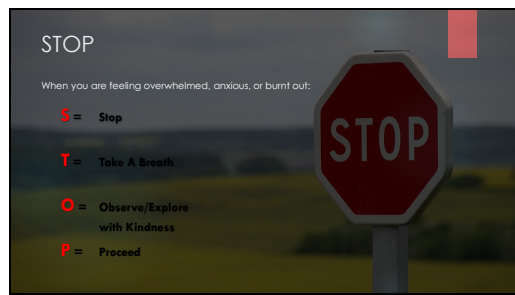 STOP
When you are feeling overwhelmed, anxious, or burnt out:
S = Stop
T = Take A Breath
O = Observe/Explore
with Kindness
P = Proceed
STOP